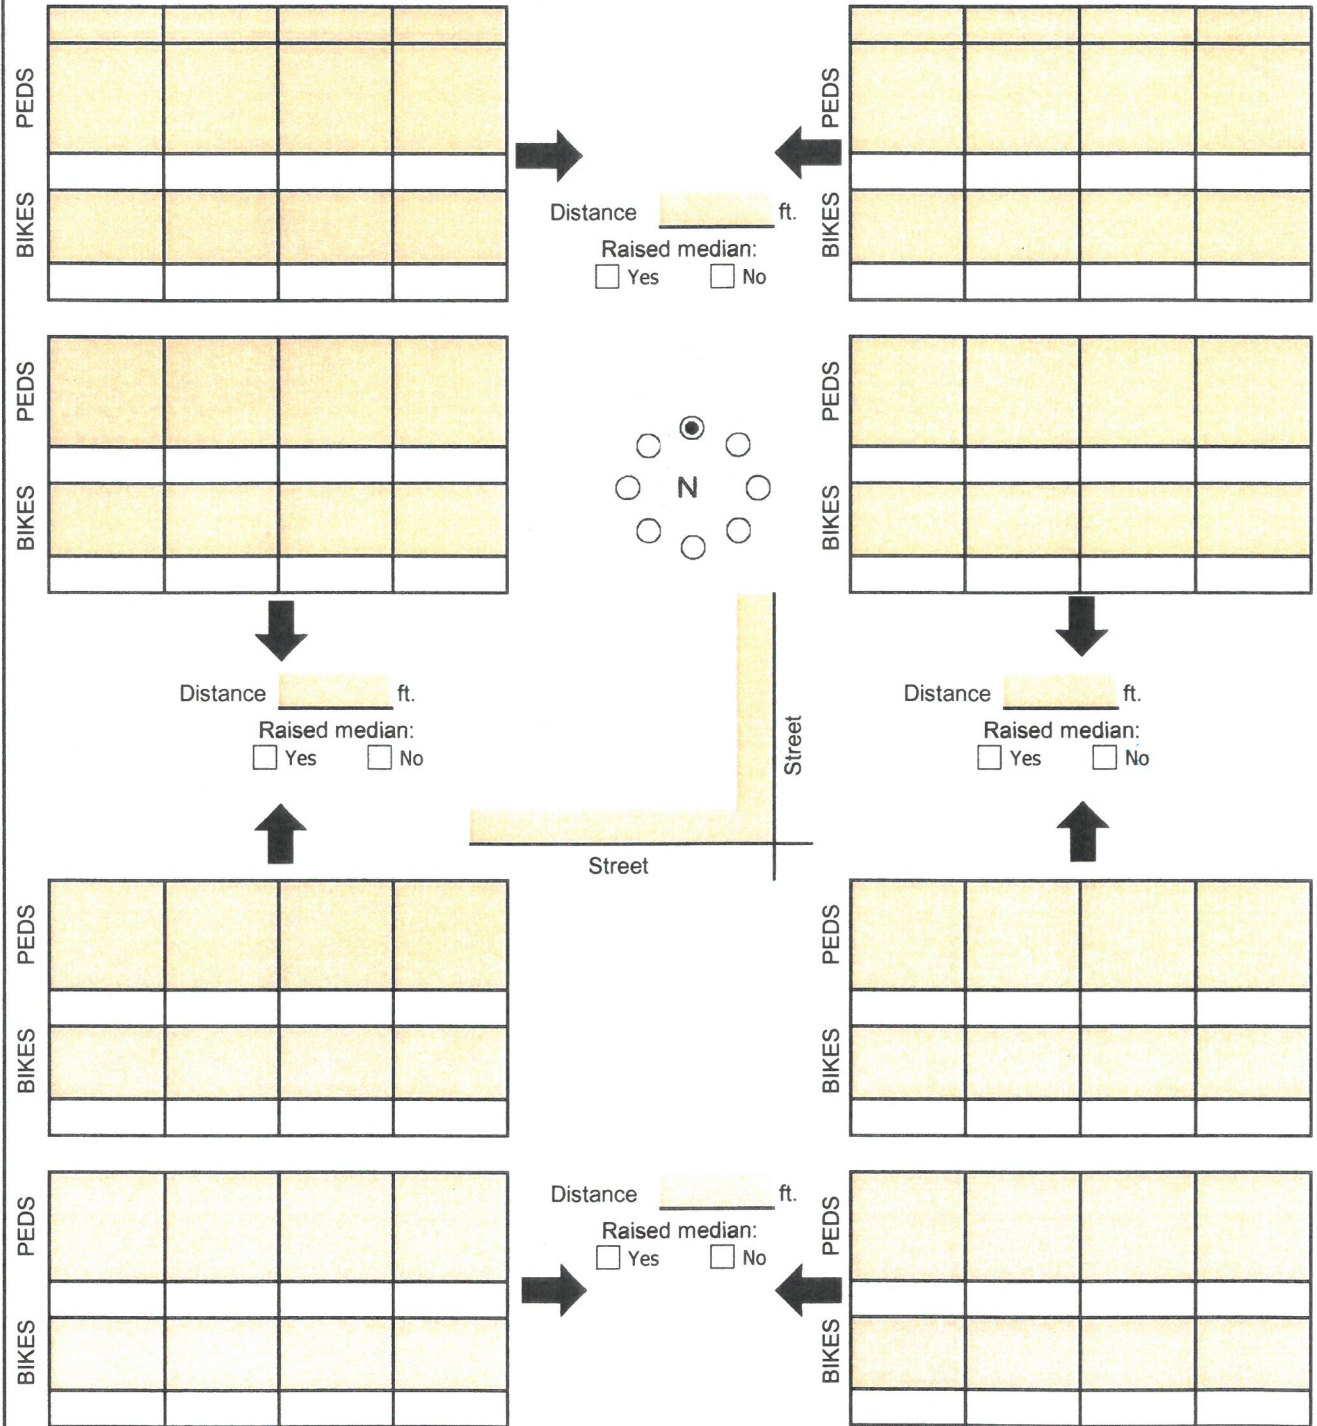 PEDS
PEDS
BIKES
BIKES
Distance ft.
Raised median:
Yes No
PEDS
PEDS
BIKES
BIKES
N
Distance ft.
Raised median:
Yes No
Street
Distance ft.
Raised median:
Yes No
Street
PEDS
PEDS
BIKES
BIKES
PEDS
PEDS
Distance ft.
Raised median:
Yes No
BIKES
BIKES